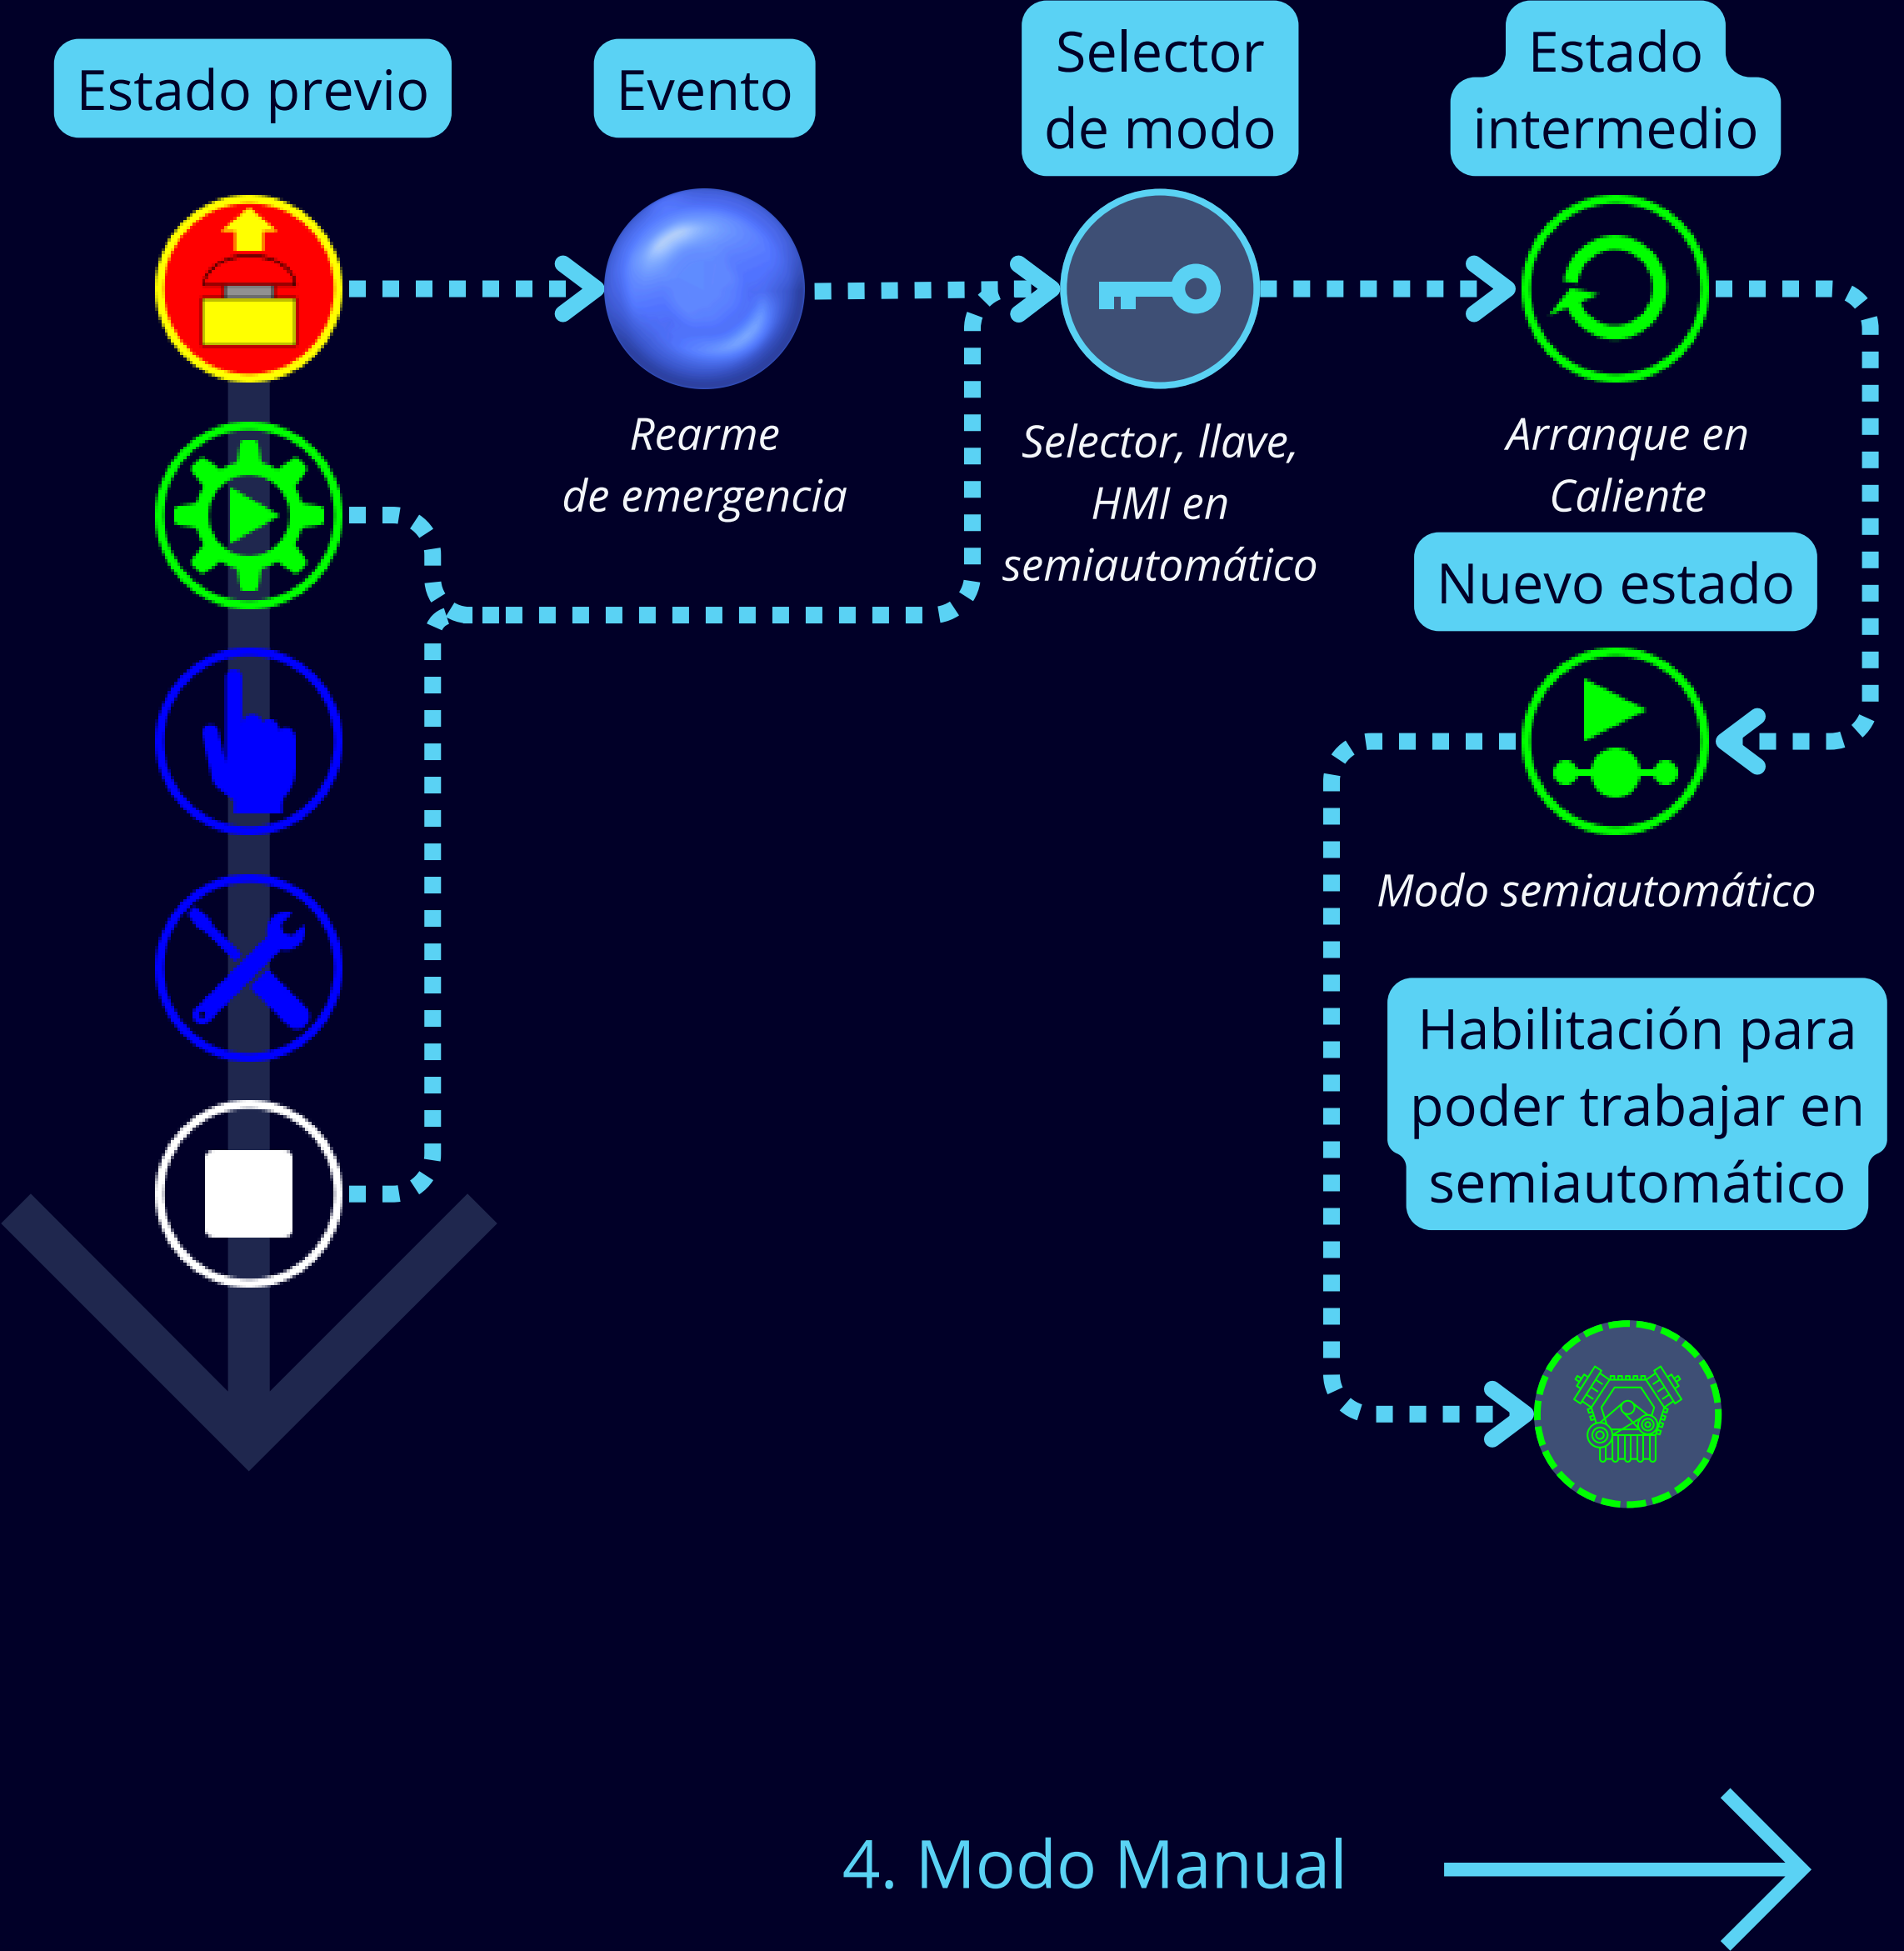 Estado previo
Evento
Selector
de modo
Estado
intermedio
Rearme
de emergencia
Selector, llave,
HMI en
semiautomático
Arranque en
Caliente
Nuevo estado
Modo semiautomático
Habilitación para
poder trabajar en
semiautomático
4. Modo Manual